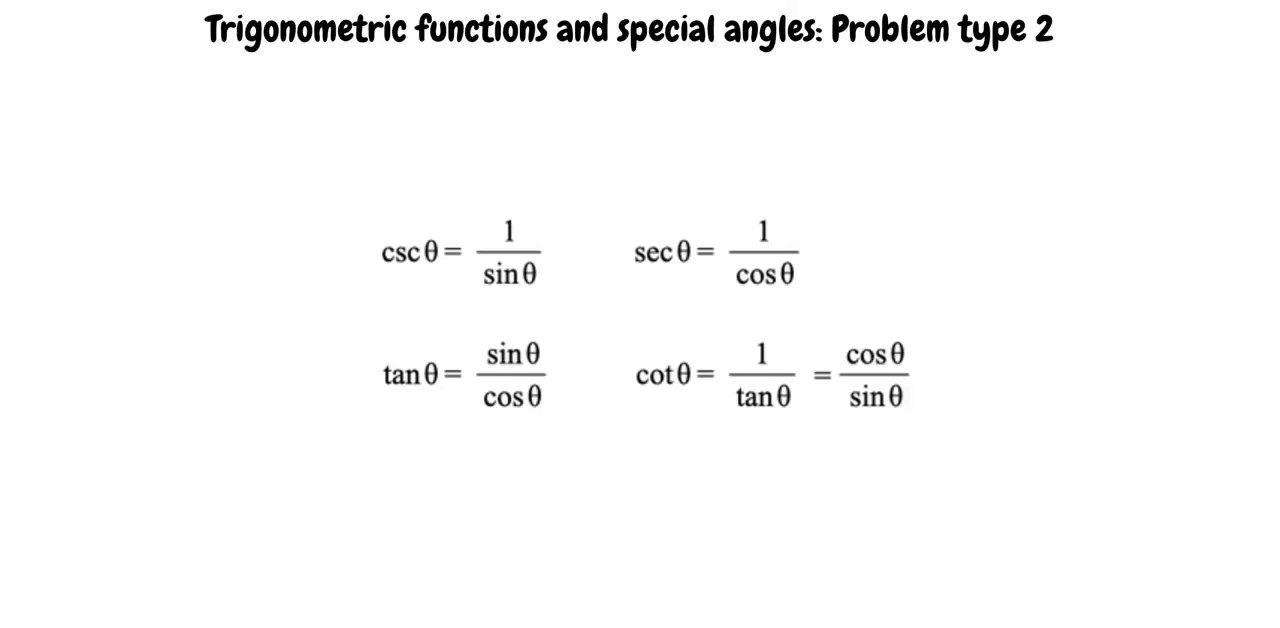 Trigonometric functions and special angles: Problem type 2
cscθ = 1/sinθ secθ = 1/cosθ
tanθ = sinθ/cosθ cotθ = 1/tanθ = cosθ/sinθ